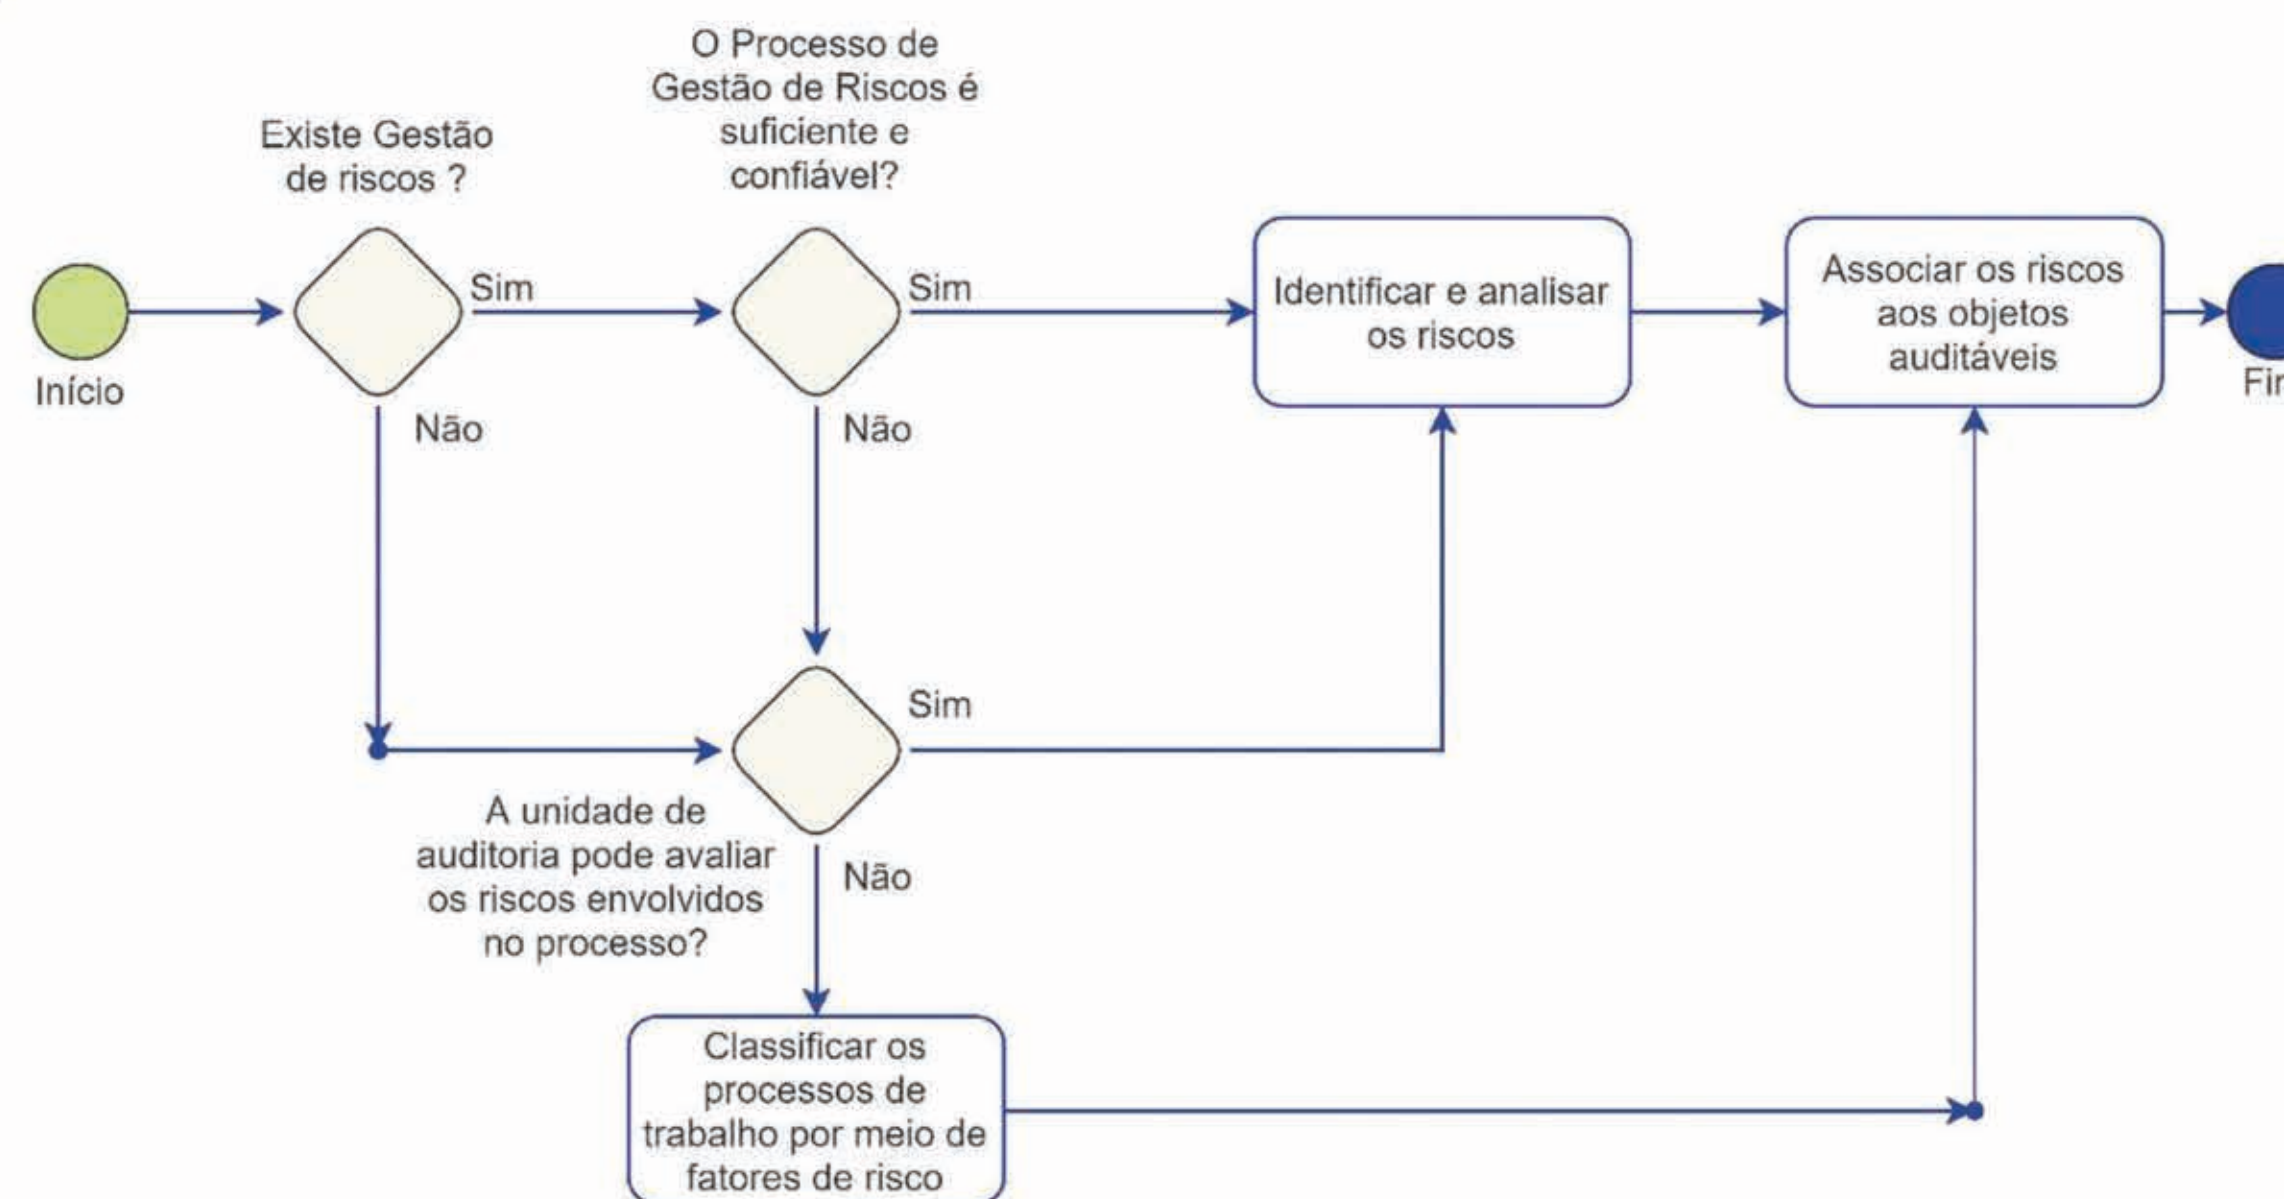 O Processo de
Gestão de Riscos é
suficiente e
confiável?
Existe Gestão
de riscos ?
Sim
Sim
Identificar e analisar
os riscos
Associar os riscos
aos objetos
auditáveis
Início
Não
Não
Sim
A unidade de
auditoria pode avaliar
os riscos envolvidos
no processo?
Não
Classificar os
processos de
trabalho por meio de
fatores de risco